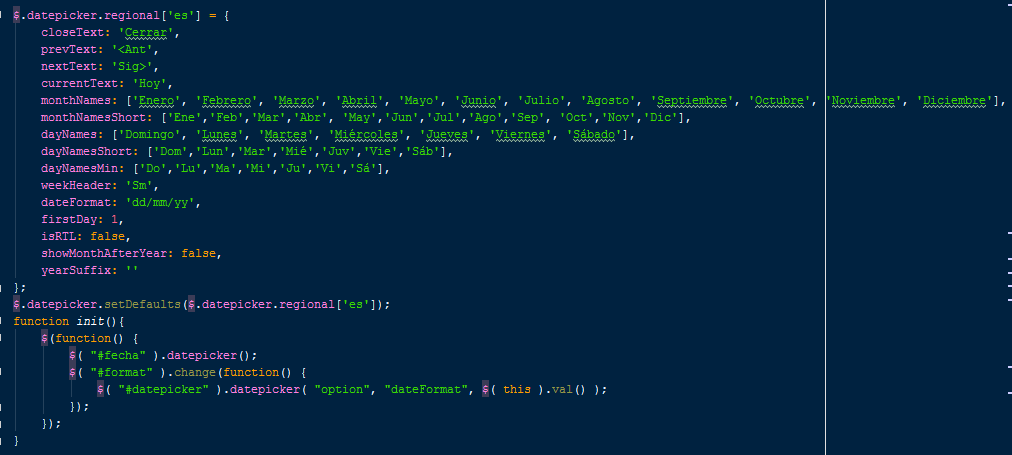 $.datepicker.regional['es'] = {
closeText: 'Cerrar',
prevText: '<Ant',
nextText: 'Sig>',
currentText: 'Hoy',
monthNames: ['Enero', 'Febrero', 'Marzo', 'Abril', 'Mayo', 'Junio', 'Julio', 'Agosto', 'Septiembre', 'Octubre', 'Noviembre', 'Diciembre'],
monthNamesShort: ['Ene','Feb','Mar','Abr', 'May','Jun','Jul','Ago','Sep', 'Oct','Nov','Dic'],
dayNames: ['Domingo', 'Lunes', 'Martes', 'Miércoles', 'Jueves', 'Viernes', 'Sábado'],
dayNamesShort: ['Dom','Lun','Mar','Mié','Juv','Vie','Sáb'],
dayNamesMin: ['Do','Lu','Ma','Mi','Ju','Vi','Sá'],
weekHeader: 'Sm',
dateFormat: 'dd/mm/yy',
firstDay: 1,
isRTL: false,
showMonthAfterYear: false,
yearSuffix: ''
};
$.datepicker.setDefaults($.datepicker.regional['es']);
function init(){
$(function() {
$( "#fecha" ).datepicker();
$( "#format" ).change(function() {
$( "#datepicker" ).datepicker( "option", "dateFormat", $( this ).val() );
});
});
}